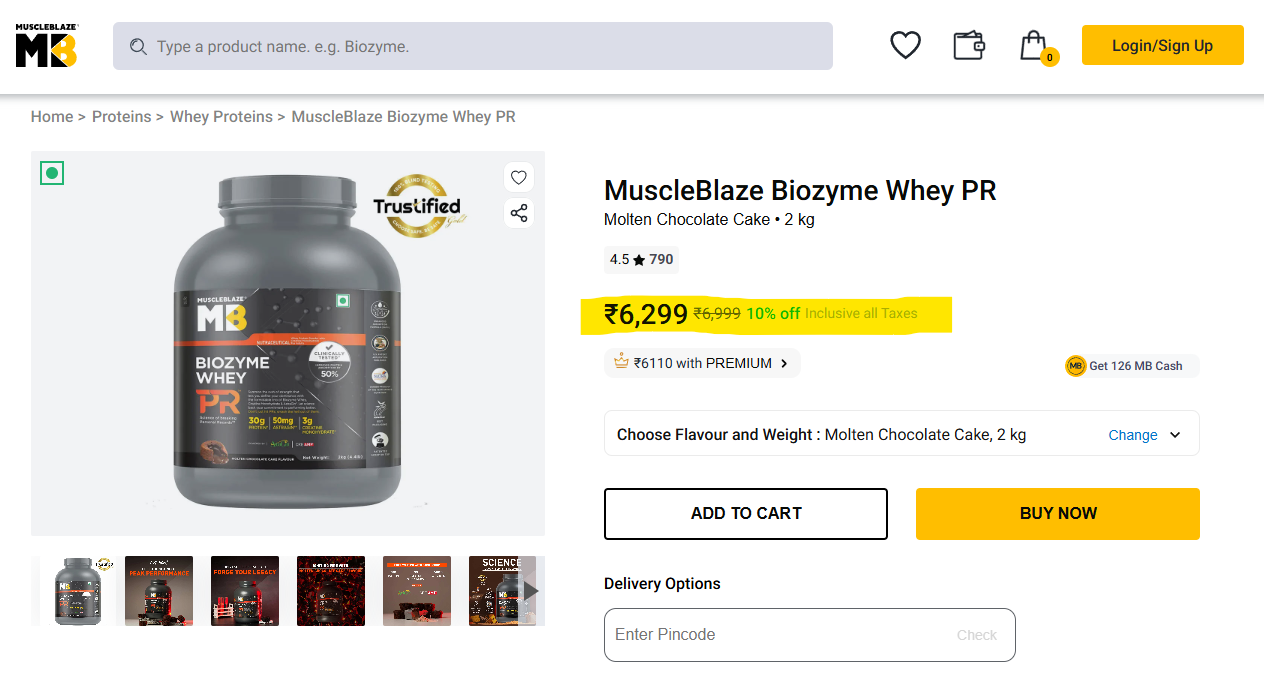 MUSCLEBLAZE
MB
Type a product name. e.g. Biozyme.
0
Login/Sign Up
Home > Proteins > Whey Proteins > MuscleBlaze Biozyme Whey PR
Trustified
MUSCLEBLAZE
MB
CLINICALLY
TESTED
50%
BIOZYME
WHEY
PR
30g 50mg 3g
MuscleBlaze Biozyme Whey PR
Molten Chocolate Cake • 2 kg
4.5 ★ 790
₹6,299 ₹6,999 10% off Inclusive all Taxes
₹6110 with PREMIUM >
MB Get 126 MB Cash
Choose Flavour and Weight : Molten Chocolate Cake, 2 kg Change
ADD TO CART BUY NOW
Delivery Options
Enter Pincode Check
PEAK PERFORMANCE
FORGE YOUR LEGACY
SCIENCE